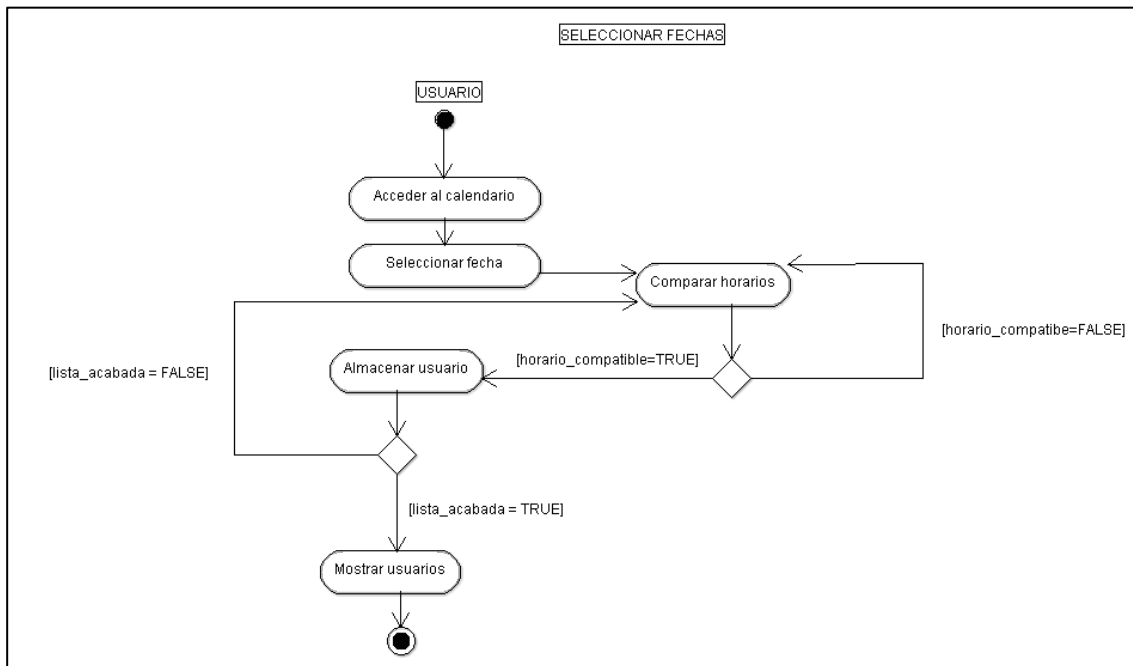 SELECCIONAR FECHAS
USUARIO
Acceder al calendario
Seleccionar fecha
Comparar horarios
[horario_compatibe=FALSE]
[horario_compatible=TRUE]
Almacenar usuario
[lista_acabada = FALSE]
[lista_acabada = TRUE]
Mostrar usuarios